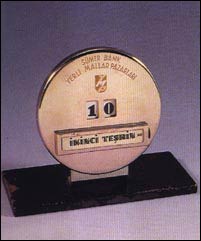 SÜMER BANK
YERLİ MALLAR PAZARLARI
10
İKİNCİ TEŞRİN